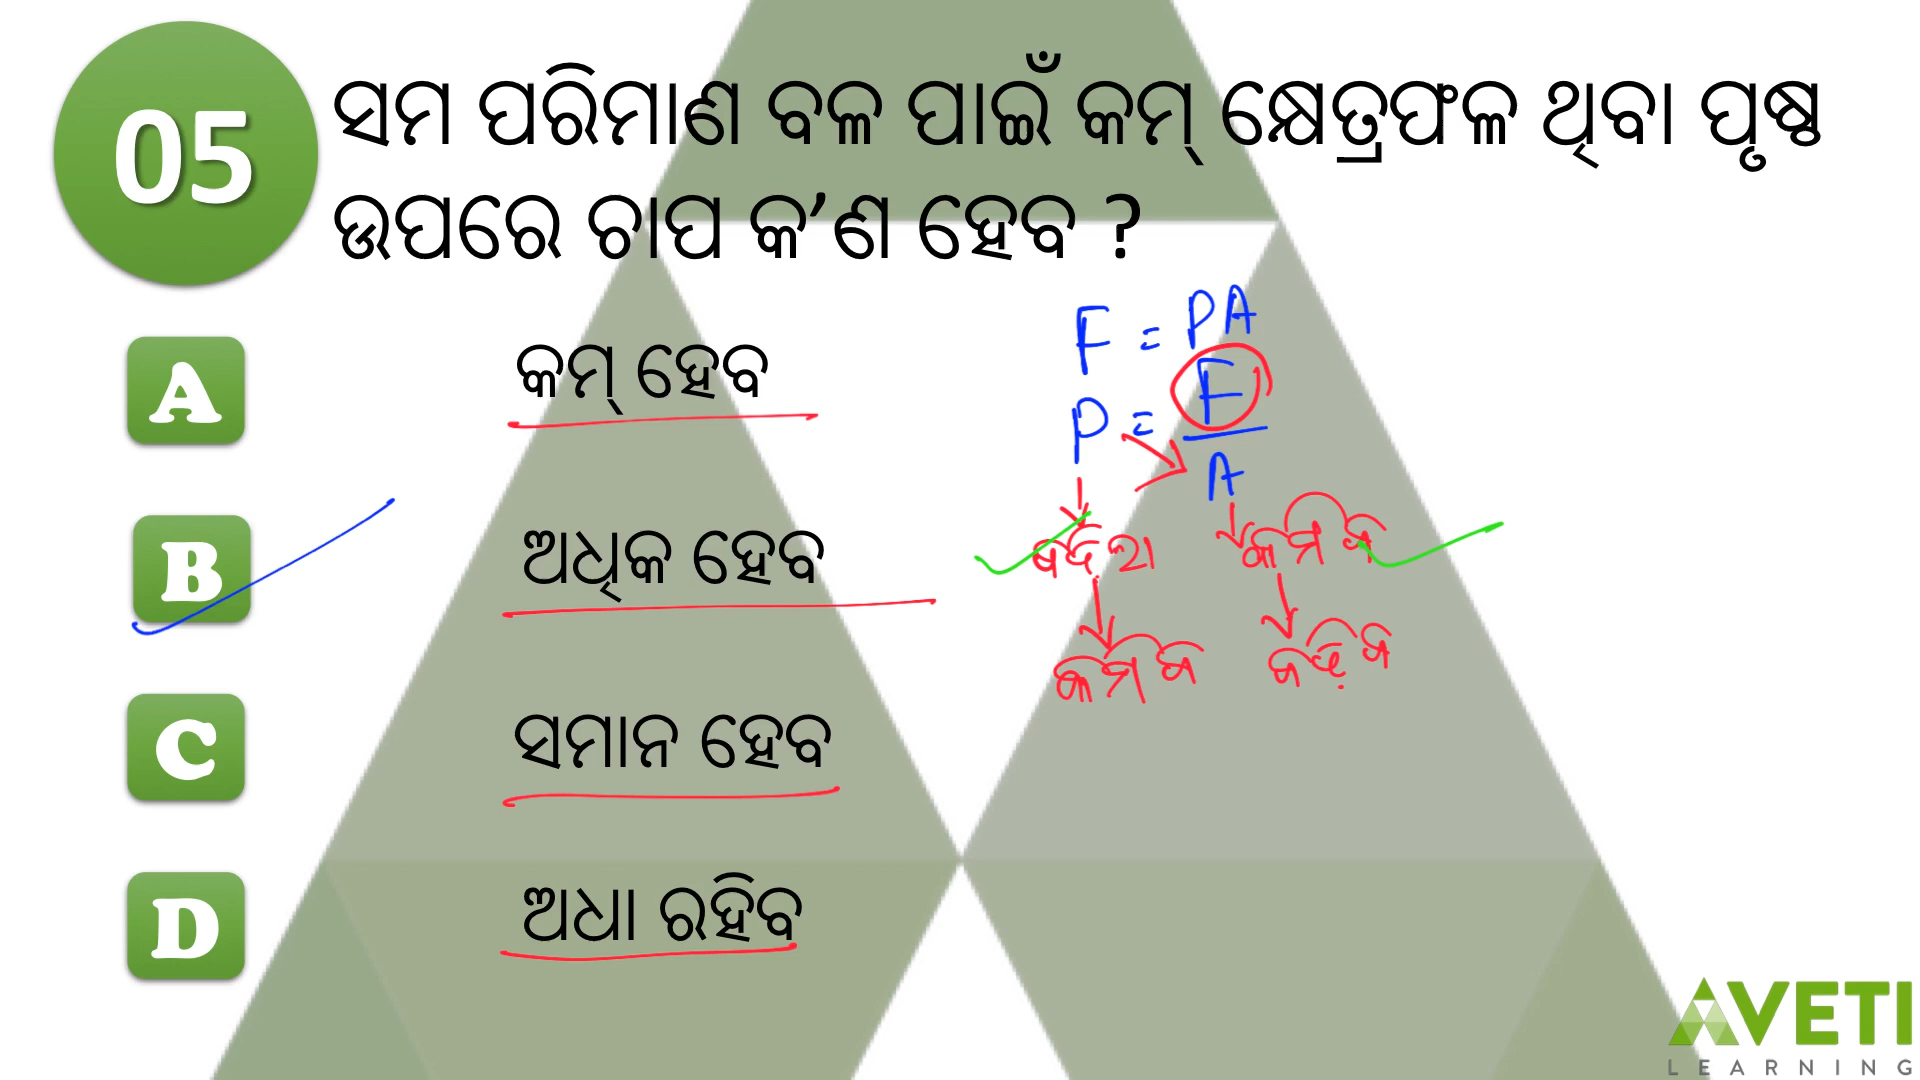 05
ସମ ପରିମାଣ ବଳ ପାଇଁ କମ୍ କ୍ଷେତ୍ରଫଳ ଥିବା ପୃଷ୍ଠ
ଉପରେ ଚାପ କ’ଣ ହେବ ?
F = PA
P = F
A
A କମ୍ ହେବ
B ଅଧିକ ହେବ
C ସମାନ ହେବ
D ଅଧା ରହିବ
AVETI
LEARNING